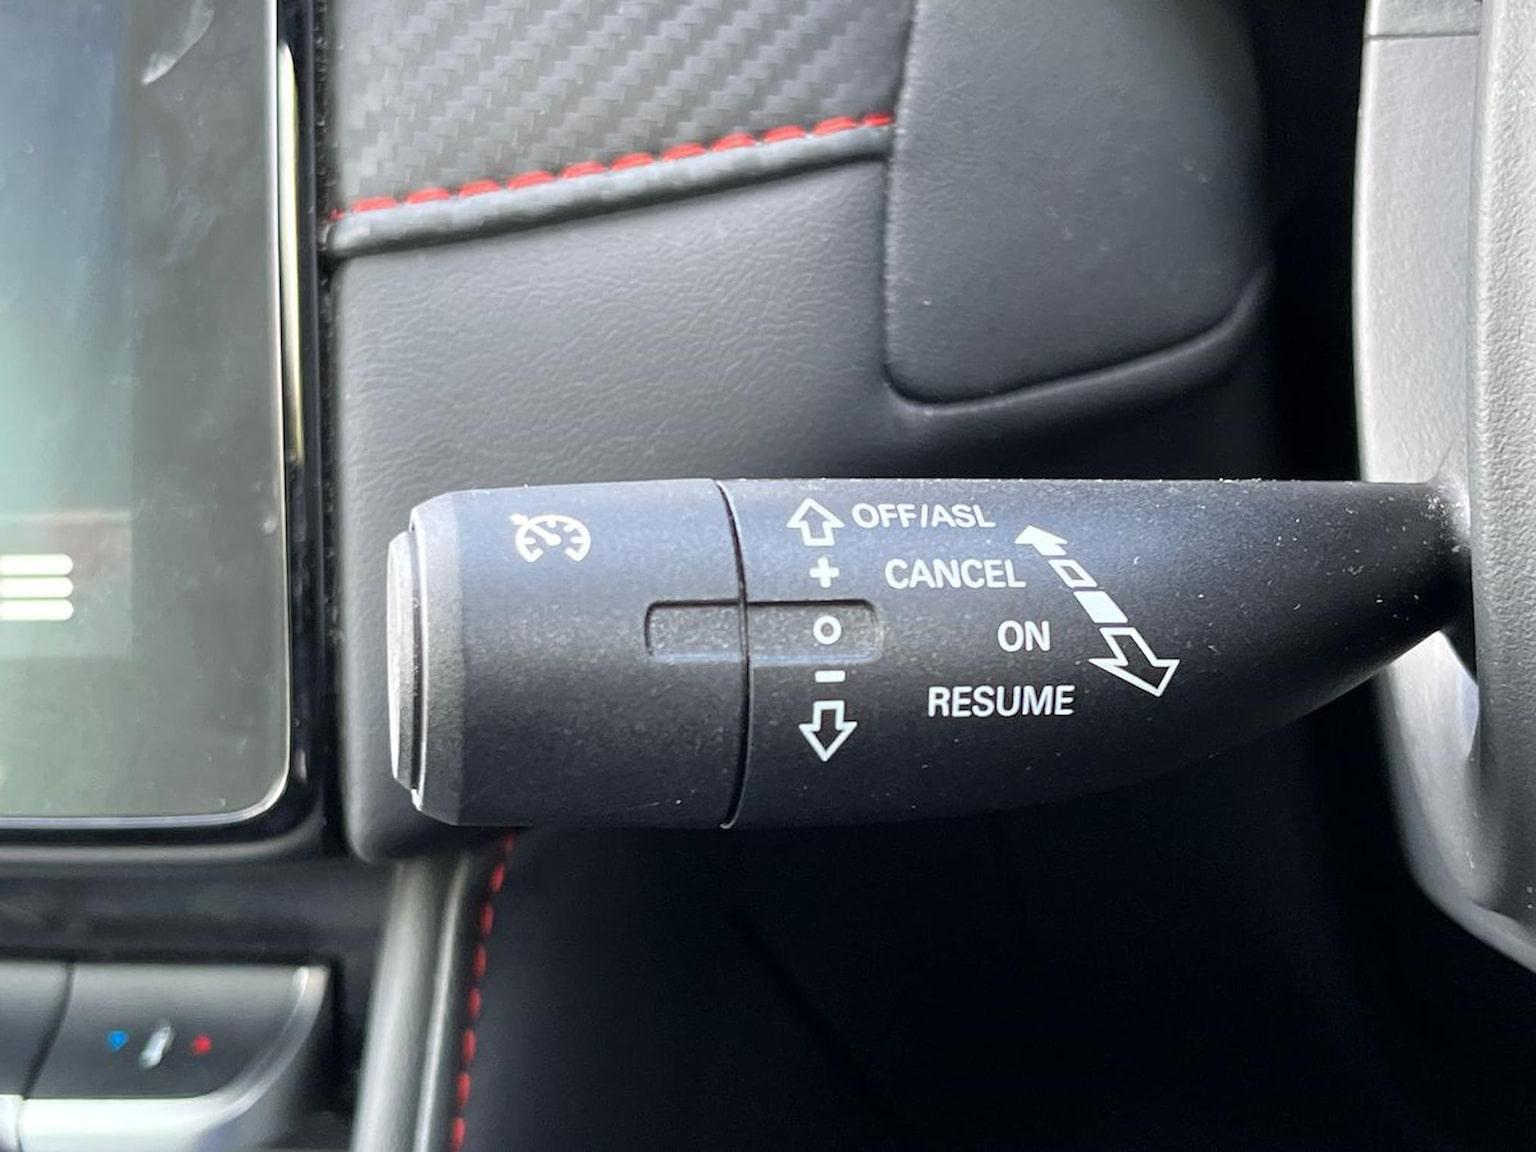 OFF/ASL
+ CANCEL
O ON
- RESUME